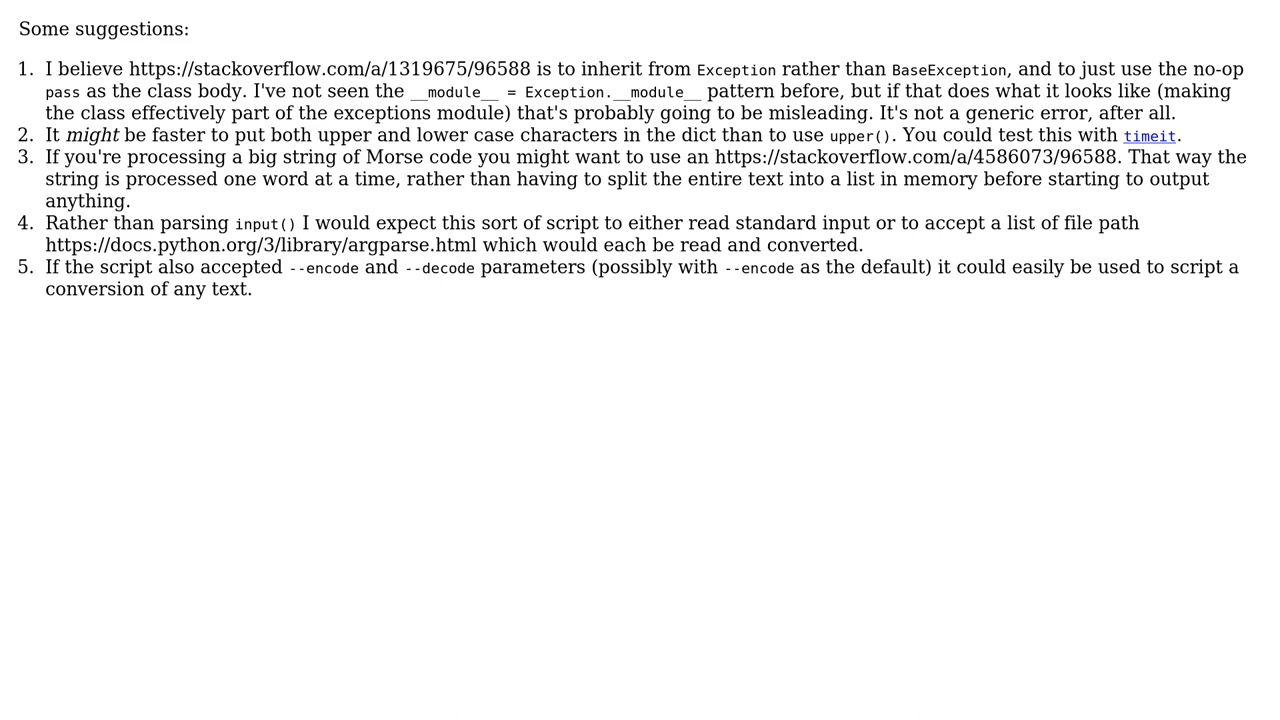 Some suggestions:
1. I believe https://stackoverflow.com/a/1319675/96588 is to inherit from Exception rather than BaseException, and to just use the no-op
pass as the class body. I've not seen the __module__ = Exception.__module__ pattern before, but if that does what it looks like (making
the class effectively part of the exceptions module) that's probably going to be misleading. It's not a generic error, after all.
2. It might be faster to put both upper and lower case characters in the dict than to use upper(). You could test this with timeit.
3. If you're processing a big string of Morse code you might want to use an https://stackoverflow.com/a/4586073/96588. That way the
string is processed one word at a time, rather than having to split the entire text into a list in memory before starting to output
anything.
4. Rather than parsing input() I would expect this sort of script to either read standard input or to accept a list of file path
https://docs.python.org/3/library/argparse.html which would each be read and converted.
5. If the script also accepted --encode and --decode parameters (possibly with --encode as the default) it could easily be used to script a
conversion of any text.